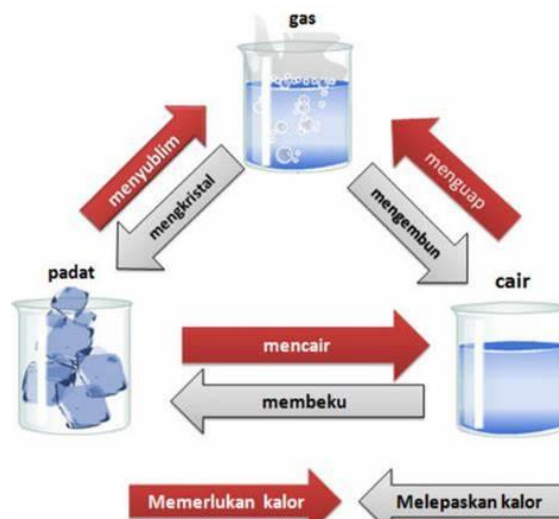 gas
menyublim
mengkristal
menguap
mengembun
padat
cair
mencair
membeku
Memerlukan kalor
Melepaskan kalor